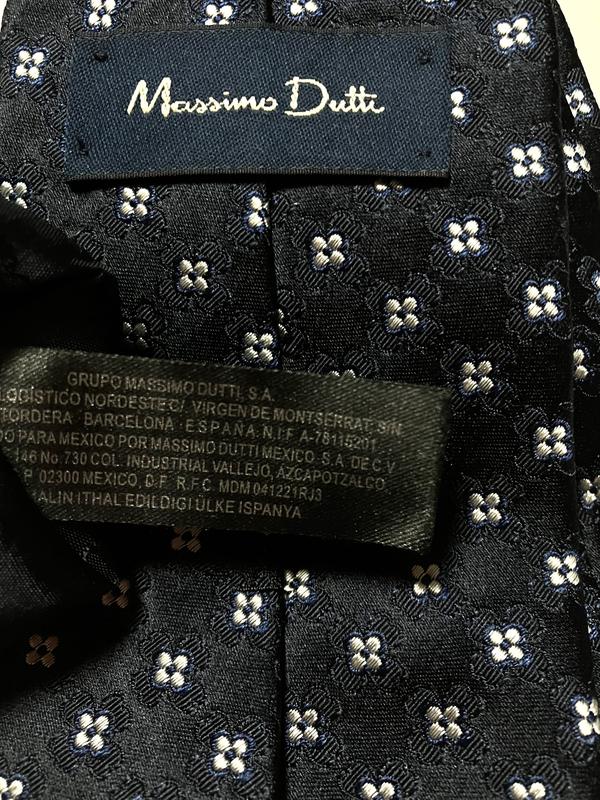 Massimo Dutti
GRUPO MASSIMO DUTTI, S.A.
LOGÍSTICO NORDESTE C/. VIRGEN DE MONTSERRAT, S/N
TORDERA BARCELONA ESPAÑA. N.I.F. A-78115201
PARA MEXICO POR MASSIMO DUTTI MEXICO, S.A. DE C.V.
146 No. 730 COL. INDUSTRIAL VALLEJO, AZCAPOTZALCO,
02300 MEXICO, D.F. R.F.C. MDM 041221RJ3
MALIN ITHAL EDILDIGI ÜLKE ISPANYA